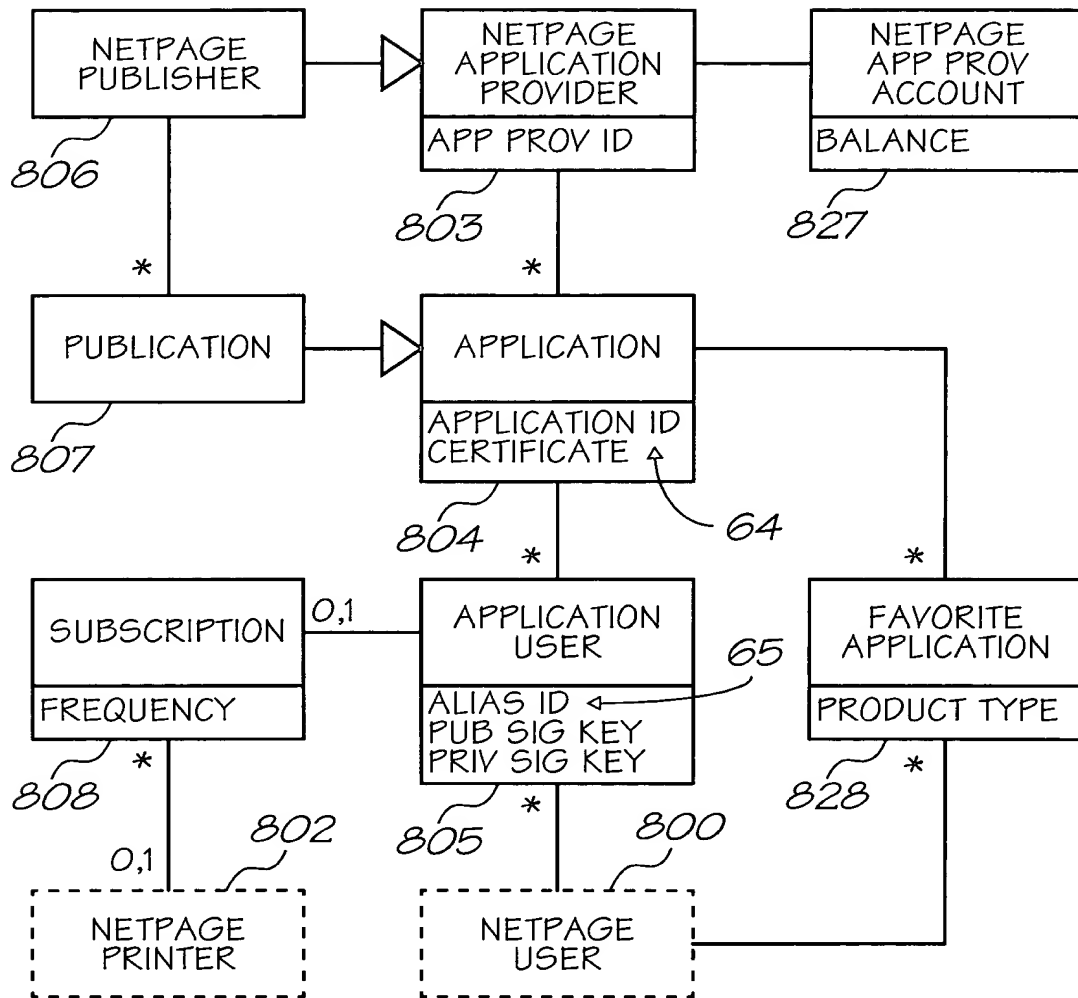 NETPAGE
PUBLISHER
806
NETPAGE
APPLICATION
PROVIDER
APP PROV ID
803
NETPAGE
APP PROV
ACCOUNT
BALANCE
827
*
*
PUBLICATION
807
APPLICATION
APPLICATION ID
CERTIFICATE
804
64
*
*
SUBSCRIPTION
FREQUENCY
808
0,1
APPLICATION
USER
ALIAS ID
PUB SIG KEY
PRIV SIG KEY
805
65
FAVORITE
APPLICATION
PRODUCT TYPE
828
*
*
*
0,1
802
800
NETPAGE
PRINTER
NETPAGE
USER